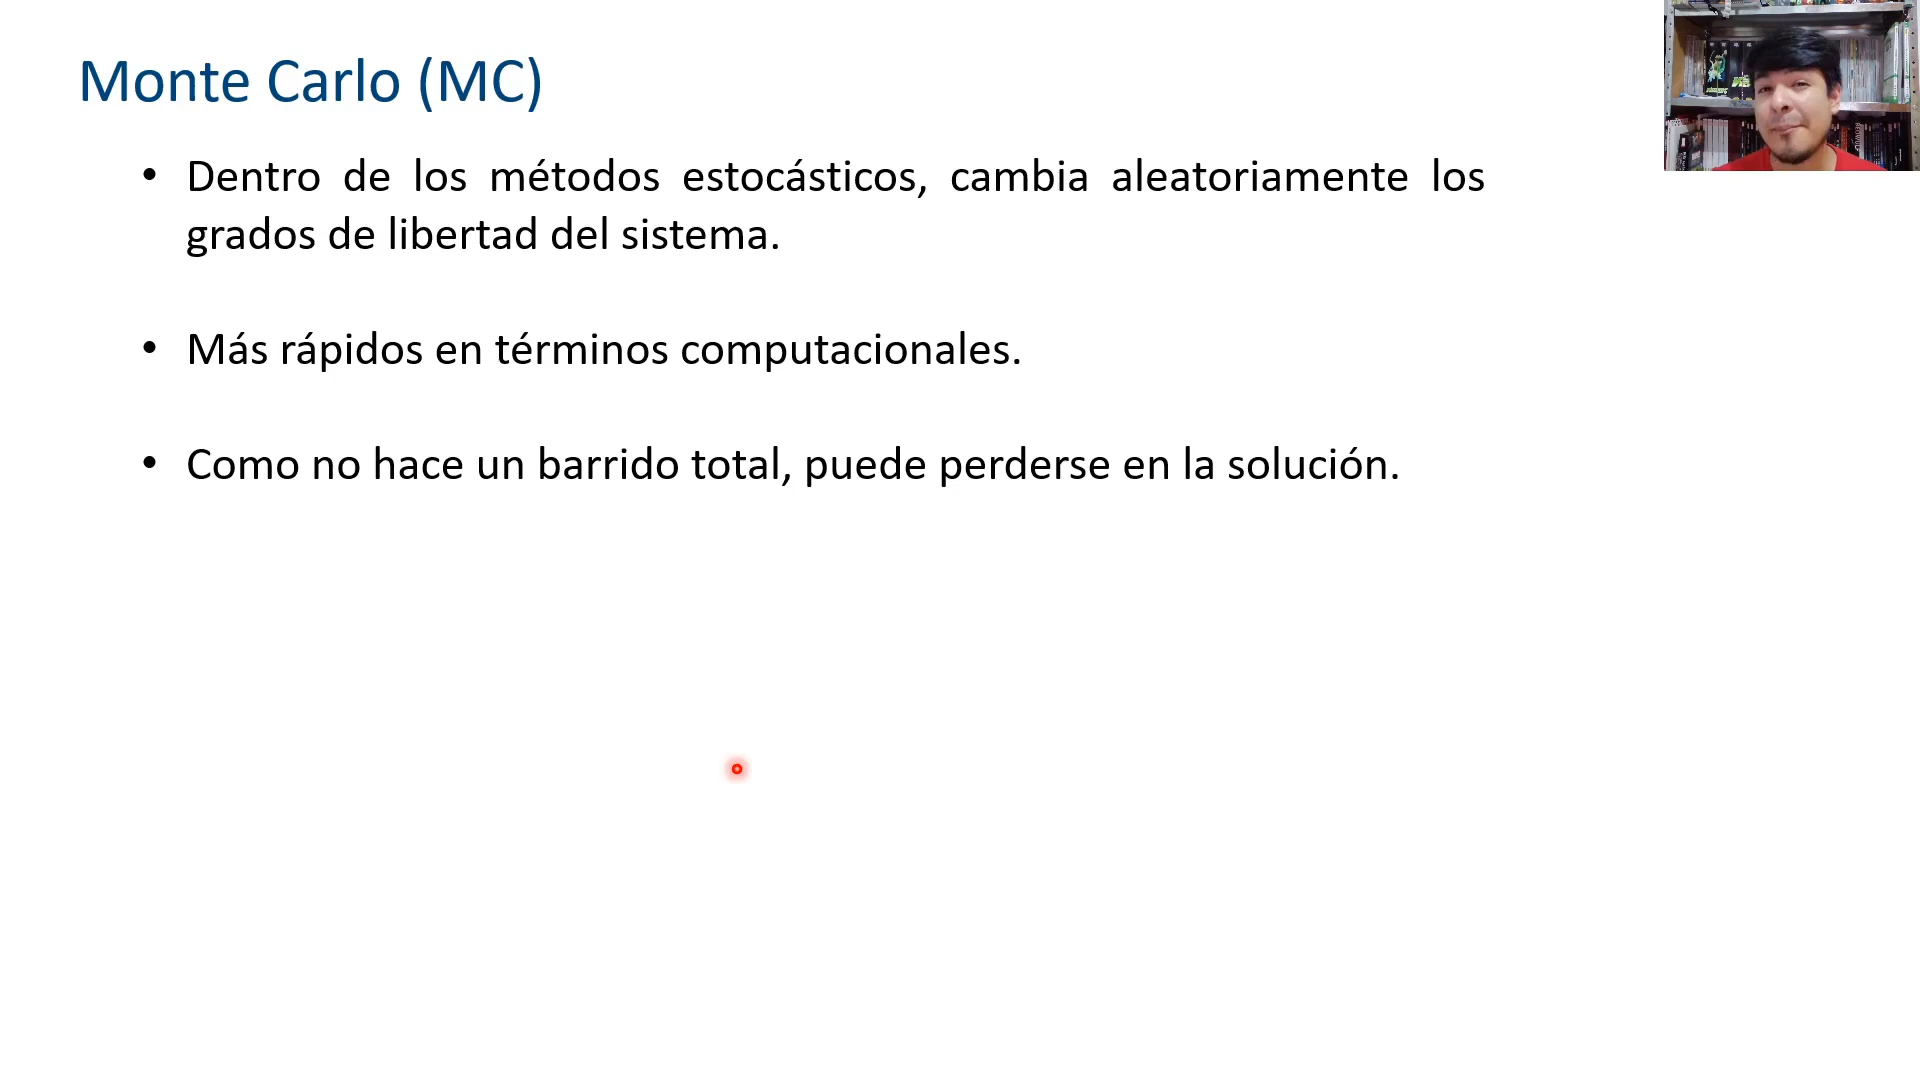 Monte Carlo (MC)
• Dentro de los métodos estocásticos, cambia aleatoriamente los
grados de libertad del sistema.
• Más rápidos en términos computacionales.
• Como no hace un barrido total, puede perderse en la solución.